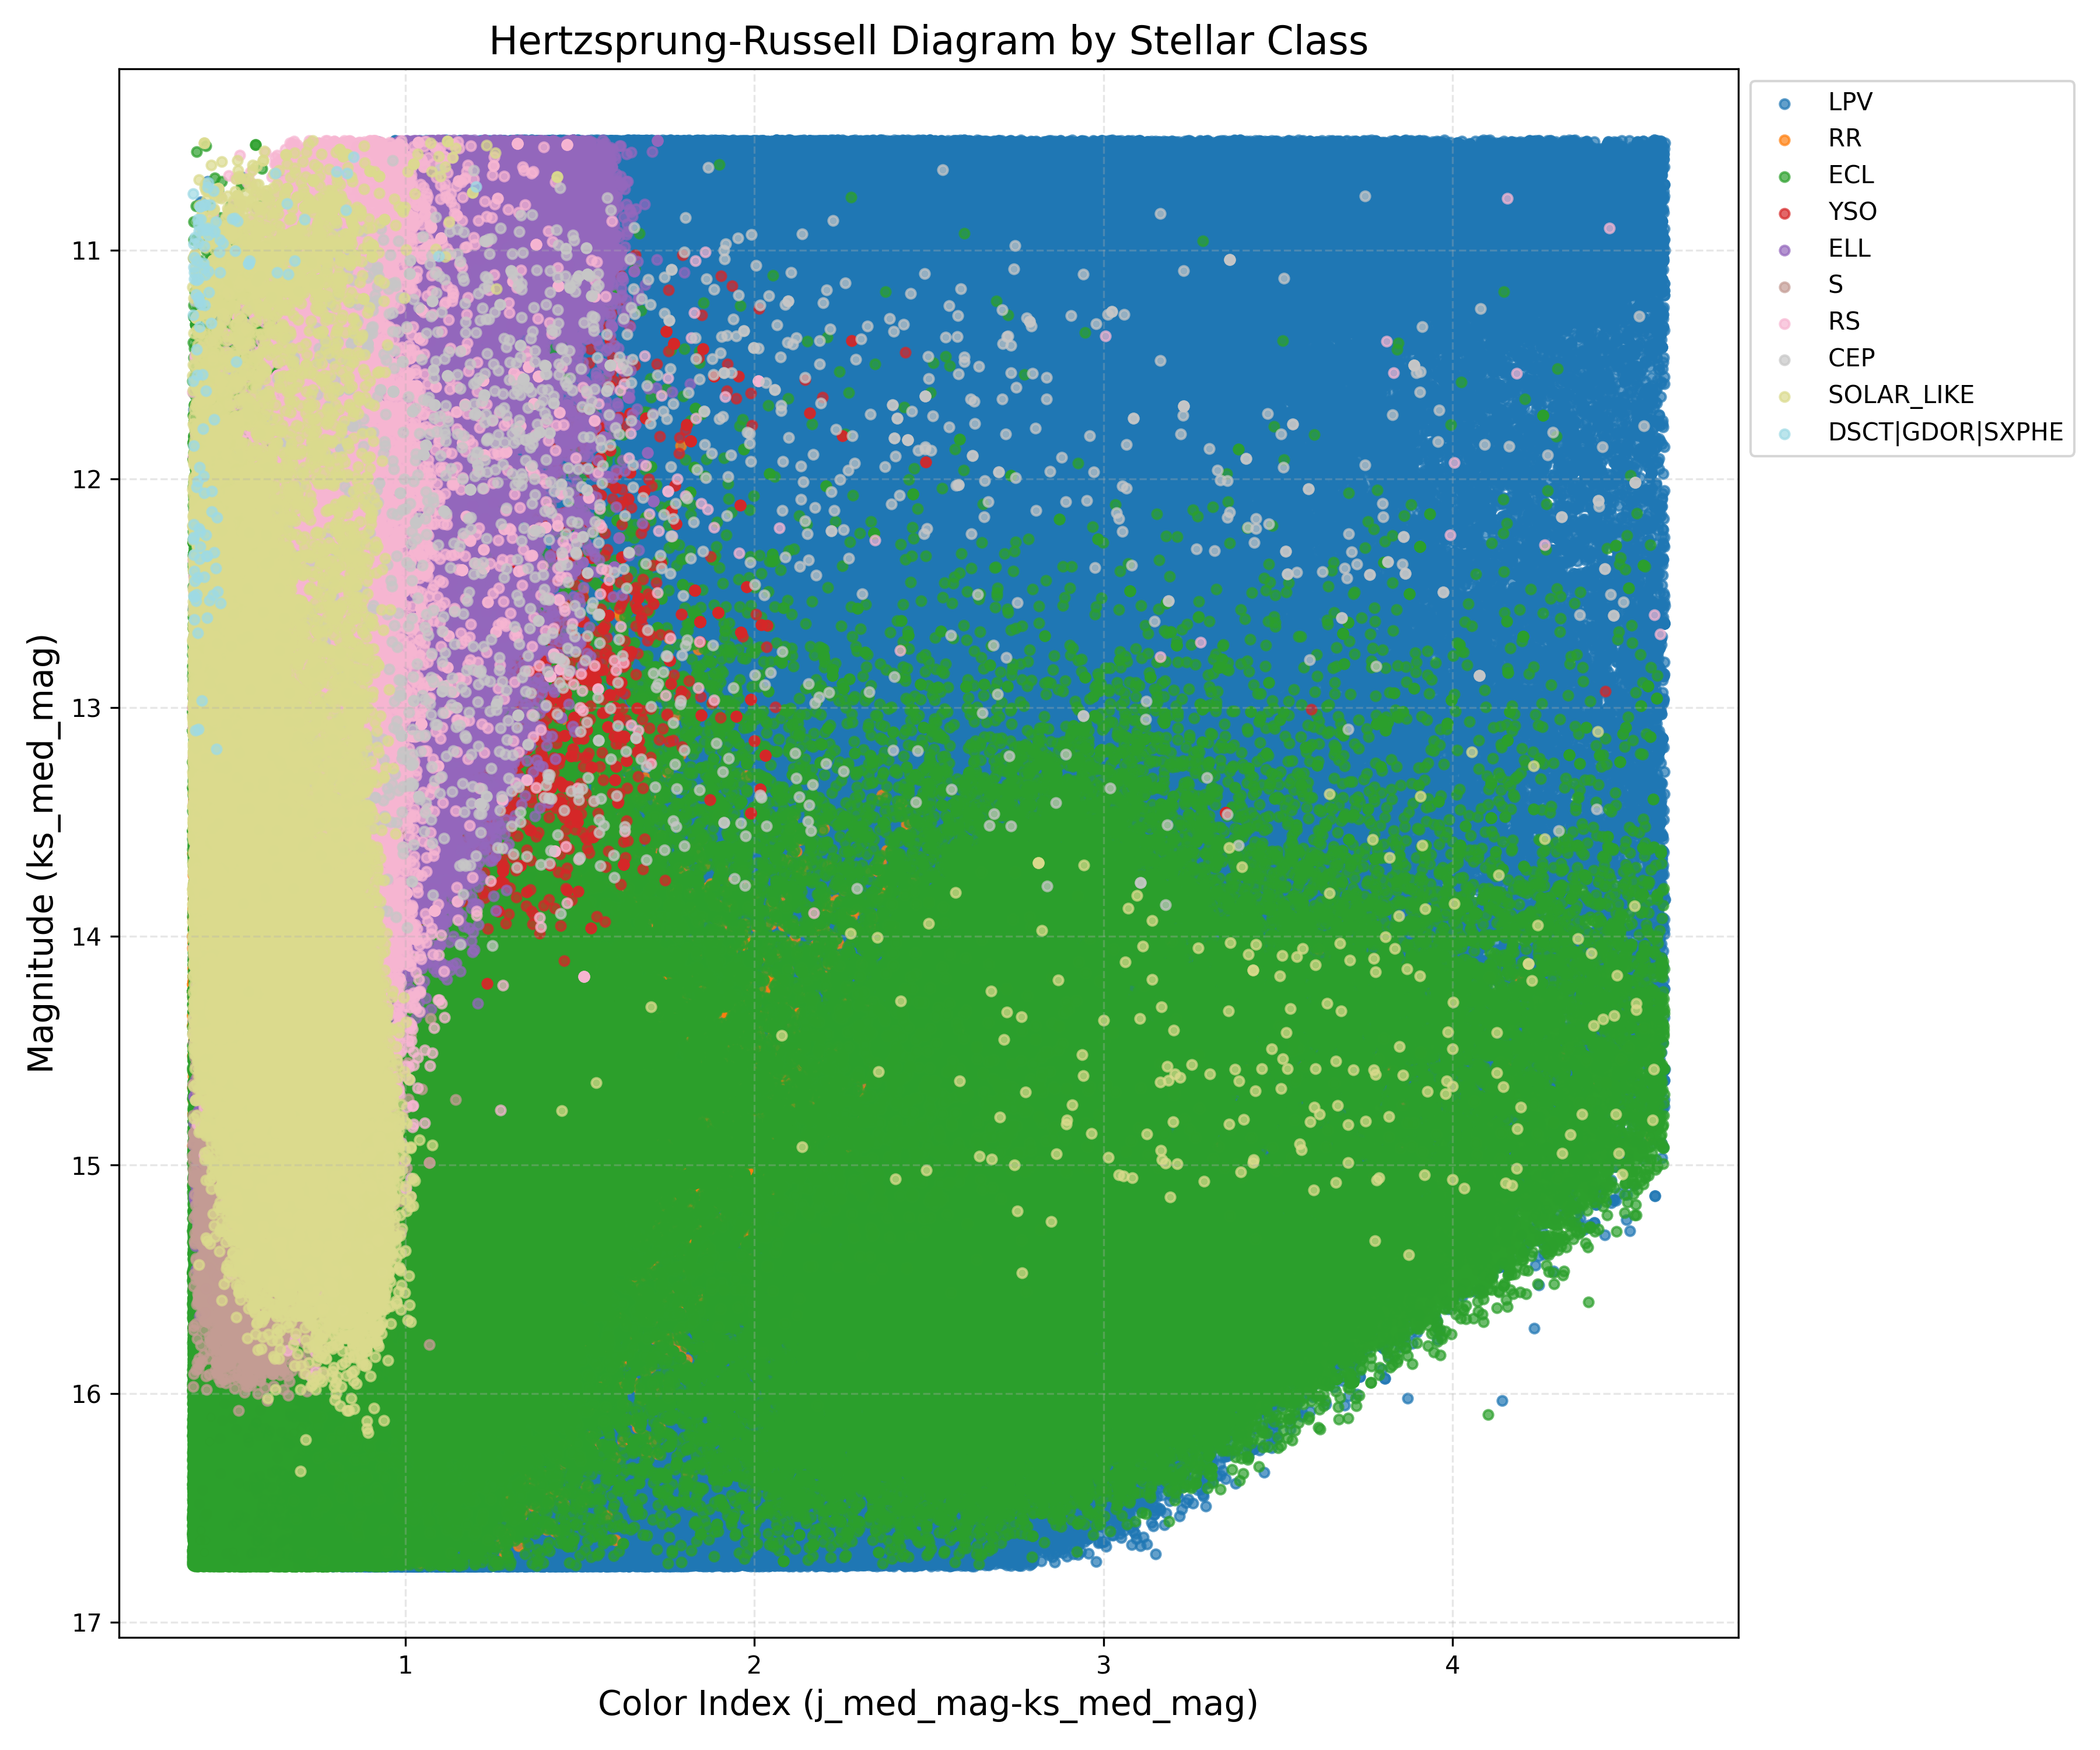 Hertzsprung-Russell Diagram by Stellar Class
Magnitude (ks_med_mag)
11
12
13
14
15
16
17
1
2
3
4
Color Index (j_med_mag-ks_med_mag)
LPV
RR
ECL
YSO
ELL
S
RS
CEP
SOLAR_LIKE
DSCT|GDOR|SXPHE